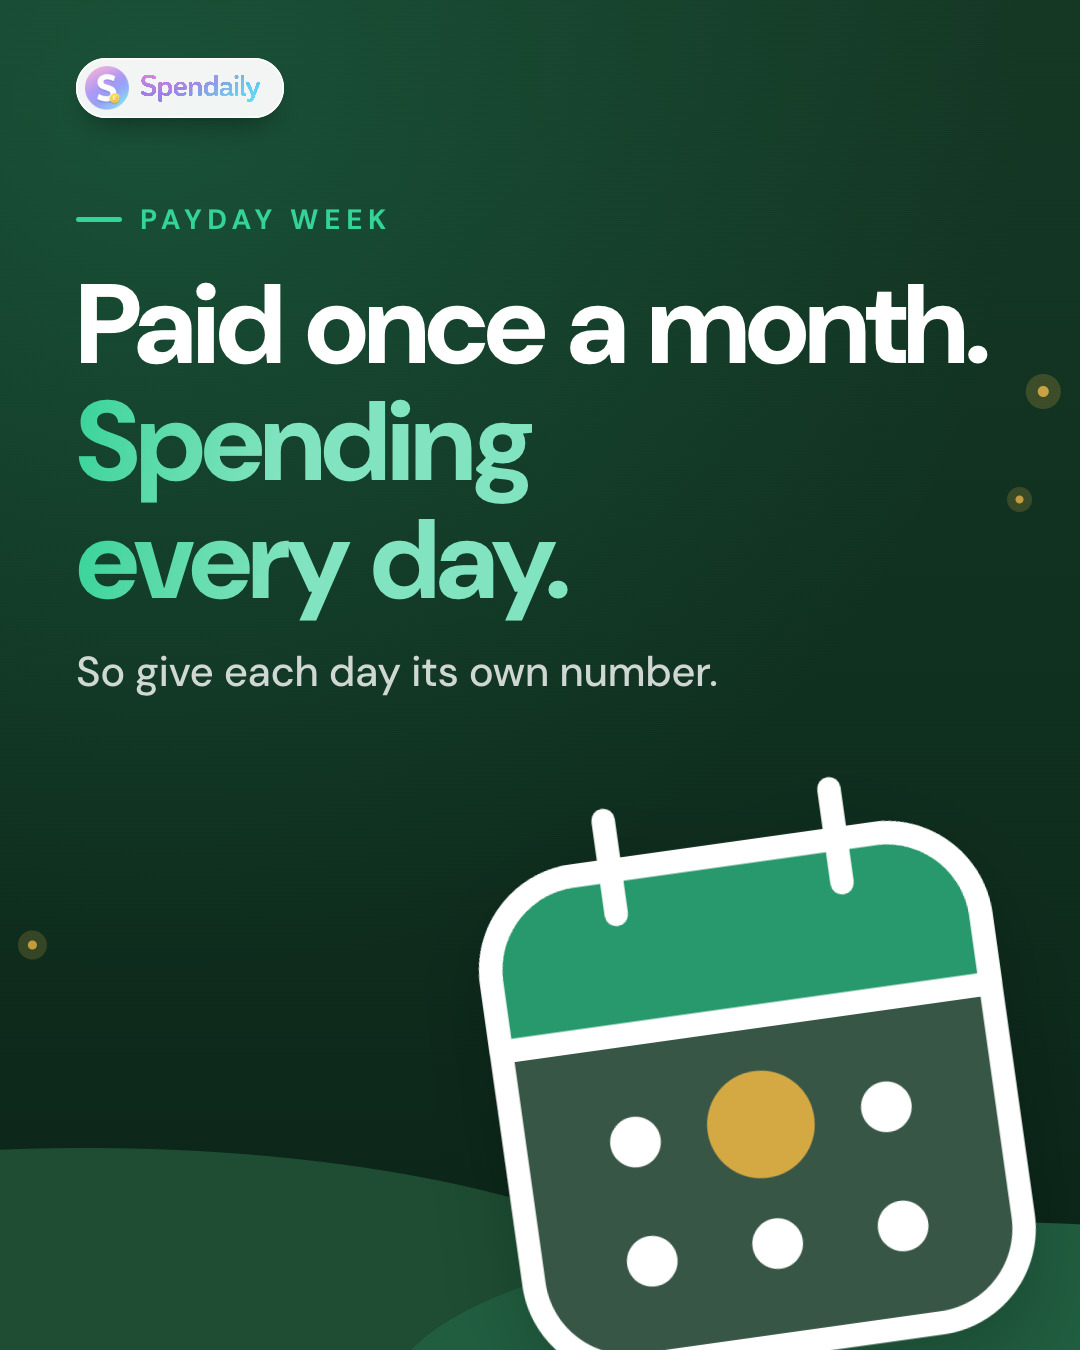 Spendaily
PAYDAY WEEK
Paid once a month.
Spending
every day.
So give each day its own number.